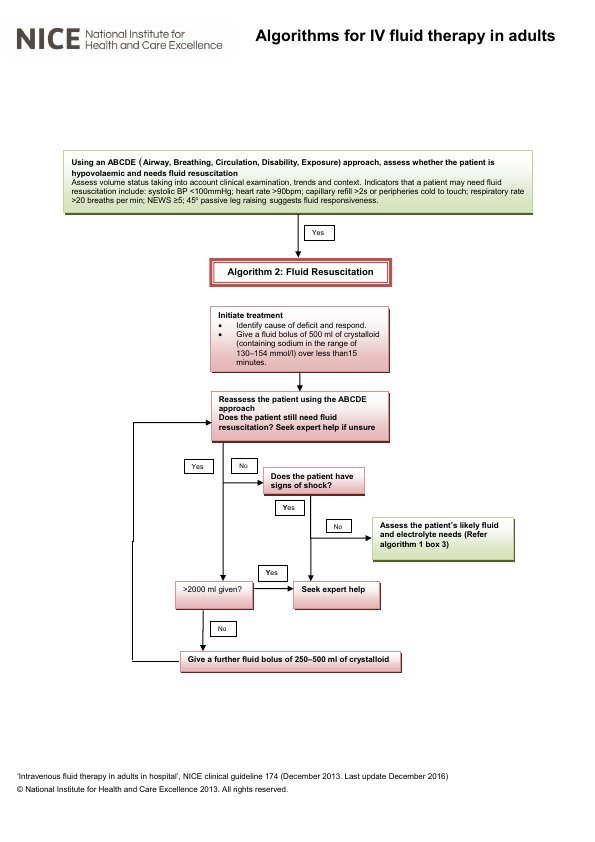 NICE National Institute for
Health and Care Excellence
Algorithms for IV fluid therapy in adults
Using an ABCDE (Airway, Breathing, Circulation, Disability, Exposure) approach, assess whether the patient is
hypovolaemic and needs fluid resuscitation
Assess volume status taking into account clinical examination, trends and context. Indicators that a patient may need fluid
resuscitation include: systolic BP <100mmHg; heart rate >90bpm; capillary refill >2s or peripheries cold to touch; respiratory rate
>20 breaths per min; NEWS ≥5; 45º passive leg raising suggests fluid responsiveness.
Yes
Algorithm 2: Fluid Resuscitation
Initiate treatment
• Identify cause of deficit and respond.
• Give a fluid bolus of 500 ml of crystalloid
(containing sodium in the range of
130–154 mmol/l) over less than15
minutes.
Reassess the patient using the ABCDE
approach
Does the patient still need fluid
resuscitation? Seek expert help if unsure
Yes
No
Does the patient have
signs of shock?
Yes
No
Assess the patient's likely fluid
and electrolyte needs (Refer
algorithm 1 box 3)
Yes
>2000 ml given?
Seek expert help
No
Give a further fluid bolus of 250–500 ml of crystalloid
'Intravenous fluid therapy in adults in hospital', NICE clinical guideline 174 (December 2013. Last update December 2016)
© National Institute for Health and Care Excellence 2013. All rights reserved.